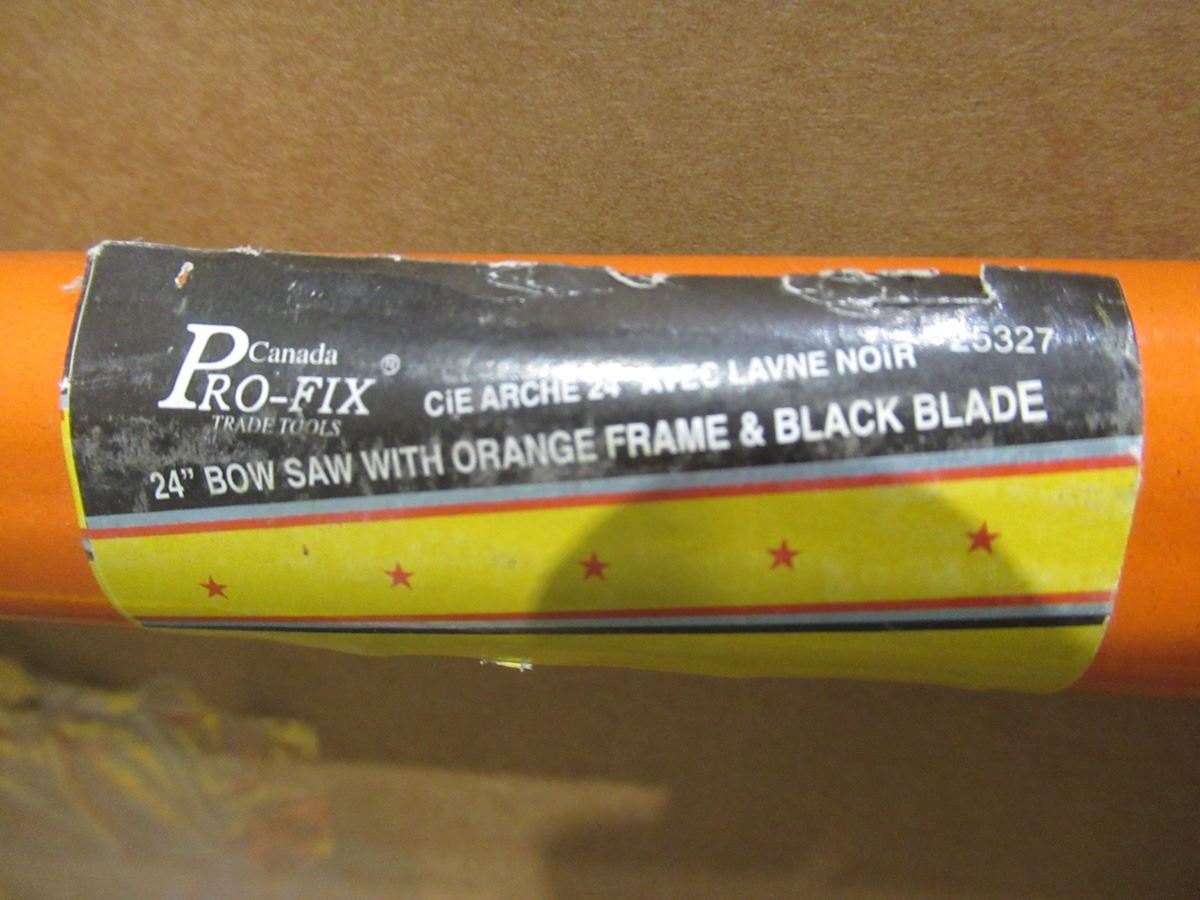 Canada
PRO-FIX®
TRADE TOOLS
25327
CiE ARCHE 24" AVEC LAVNE NOIR
24" BOW SAW WITH ORANGE FRAME & BLACK BLADE